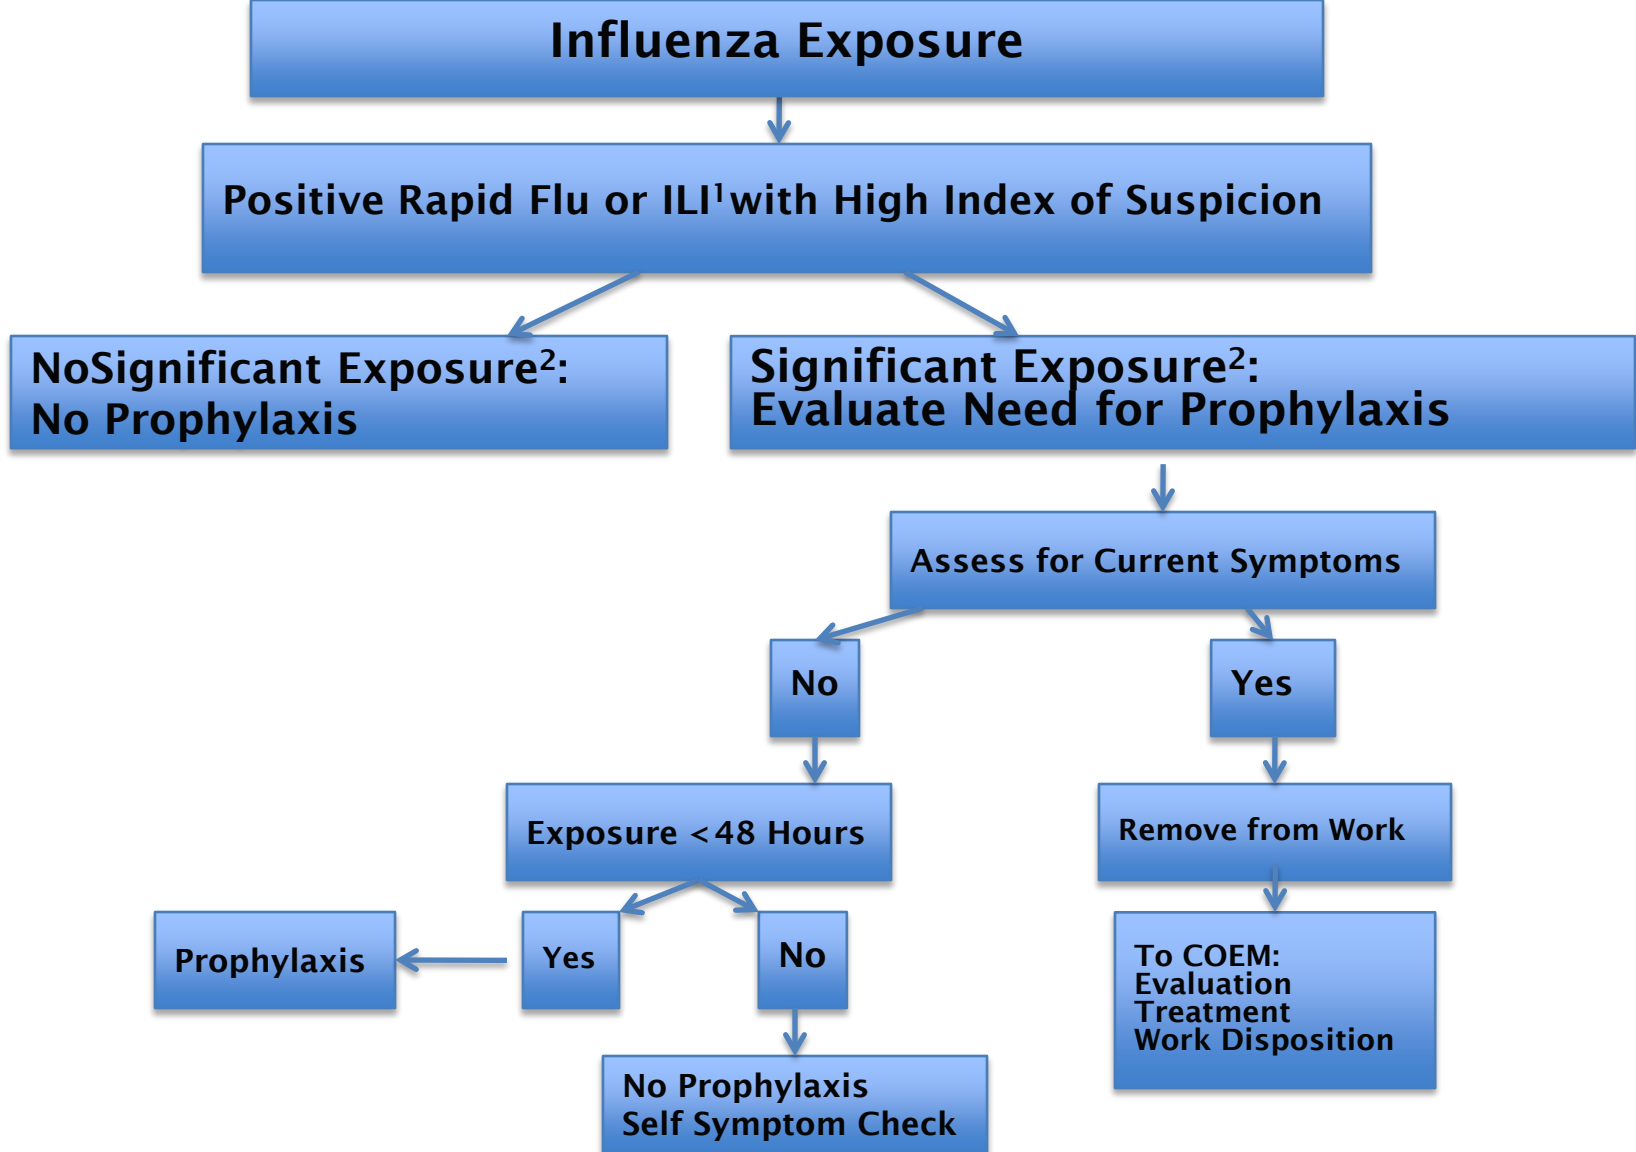 Influenza Exposure
Positive Rapid Flu or ILI¹ with High Index of Suspicion
NoSignificant Exposure²:
No Prophylaxis
Significant Exposure²:
Evaluate Need for Prophylaxis
Assess for Current Symptoms
No
Yes
Exposure <48 Hours
Remove from Work
Prophylaxis
Yes
No
To COEM:
Evaluation
Treatment
Work Disposition
No Prophylaxis
Self Symptom Check